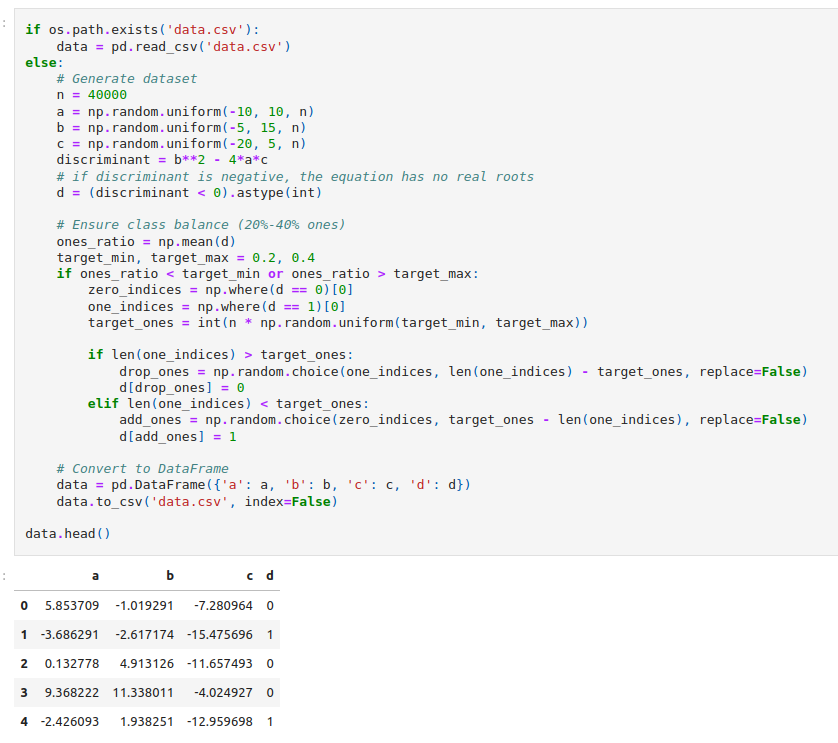 :
if os.path.exists('data.csv'):
    data = pd.read_csv('data.csv')
else:
    # Generate dataset
    n = 40000
    a = np.random.uniform(-10, 10, n)
    b = np.random.uniform(-5, 15, n)
    c = np.random.uniform(-20, 5, n)
    discriminant = b**2 - 4*a*c
    # if discriminant is negative, the equation has no real roots
    d = (discriminant < 0).astype(int)

    # Ensure class balance (20%-40% ones)
    ones_ratio = np.mean(d)
    target_min, target_max = 0.2, 0.4
    if ones_ratio < target_min or ones_ratio > target_max:
        zero_indices = np.where(d == 0)[0]
        one_indices = np.where(d == 1)[0]
        target_ones = int(n * np.random.uniform(target_min, target_max))

        if len(one_indices) > target_ones:
            drop_ones = np.random.choice(one_indices, len(one_indices) - target_ones, replace=False)
            d[drop_ones] = 0
        elif len(one_indices) < target_ones:
            add_ones = np.random.choice(zero_indices, target_ones - len(one_indices), replace=False)
            d[add_ones] = 1

    # Convert to DataFrame
    data = pd.DataFrame({'a': a, 'b': b, 'c': c, 'd': d})
    data.to_csv('data.csv', index=False)

data.head()
:
a b c d
0 5.853709 -1.019291 -7.280964 0
1 -3.686291 -2.617174 -15.475696 1
2 0.132778 4.913126 -11.657493 0
3 9.368222 11.338011 -4.024927 0
4 -2.426093 1.938251 -12.959698 1